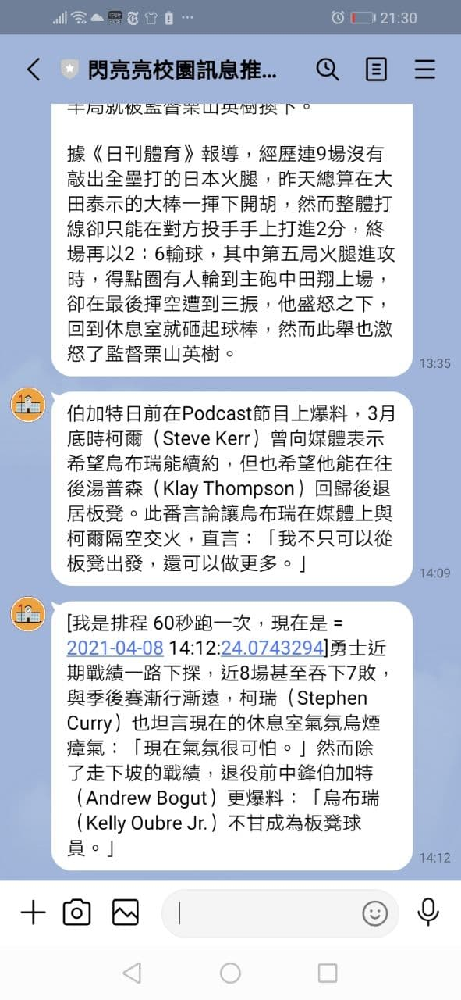 21:30
閃亮亮校園訊息推...
半局就被監督栗山英樹換下。
據《日刊體育》報導，經歷連9場沒有
敲出全壘打的日本火腿，昨天總算在大
田泰示的大棒一揮下開胡，然而整體打
線卻只能在對方投手手上打進2分，終
場再以2：6輸球，其中第五局火腿進攻
時，得點圈有人輪到主砲中田翔上場，
卻在最後揮空遭到三振，他盛怒之下，
回到休息室就砸起球棒，然而此舉也激
怒了監督栗山英樹。
13:35
伯加特日前在Podcast節目上爆料，3月
底時柯爾（Steve Kerr）曾向媒體表示
希望烏布瑞能續約，但也希望他能在往
後湯普森（Klay Thompson）回歸後退
居板凳。此番言論讓烏布瑞在媒體上與
柯爾隔空交火，直言：「我不只可以從
板凳出發，還可以做更多。」
14:09
[我是排程 60秒跑一次，現在是 =
2021-04-08 14:12:24.0743294]勇士近
期戰績一路下探，近8場甚至吞下7敗，
與季後賽漸行漸遠，柯瑞（Stephen
Curry）也坦言現在的休息室氣氛烏煙
瘴氣：「現在氣氛很可怕。」然而除
了走下坡的戰績，退役前中鋒伯加特
（Andrew Bogut）更爆料：「烏布瑞
（Kelly Oubre Jr.）不甘成為板凳球
員。」
14:12